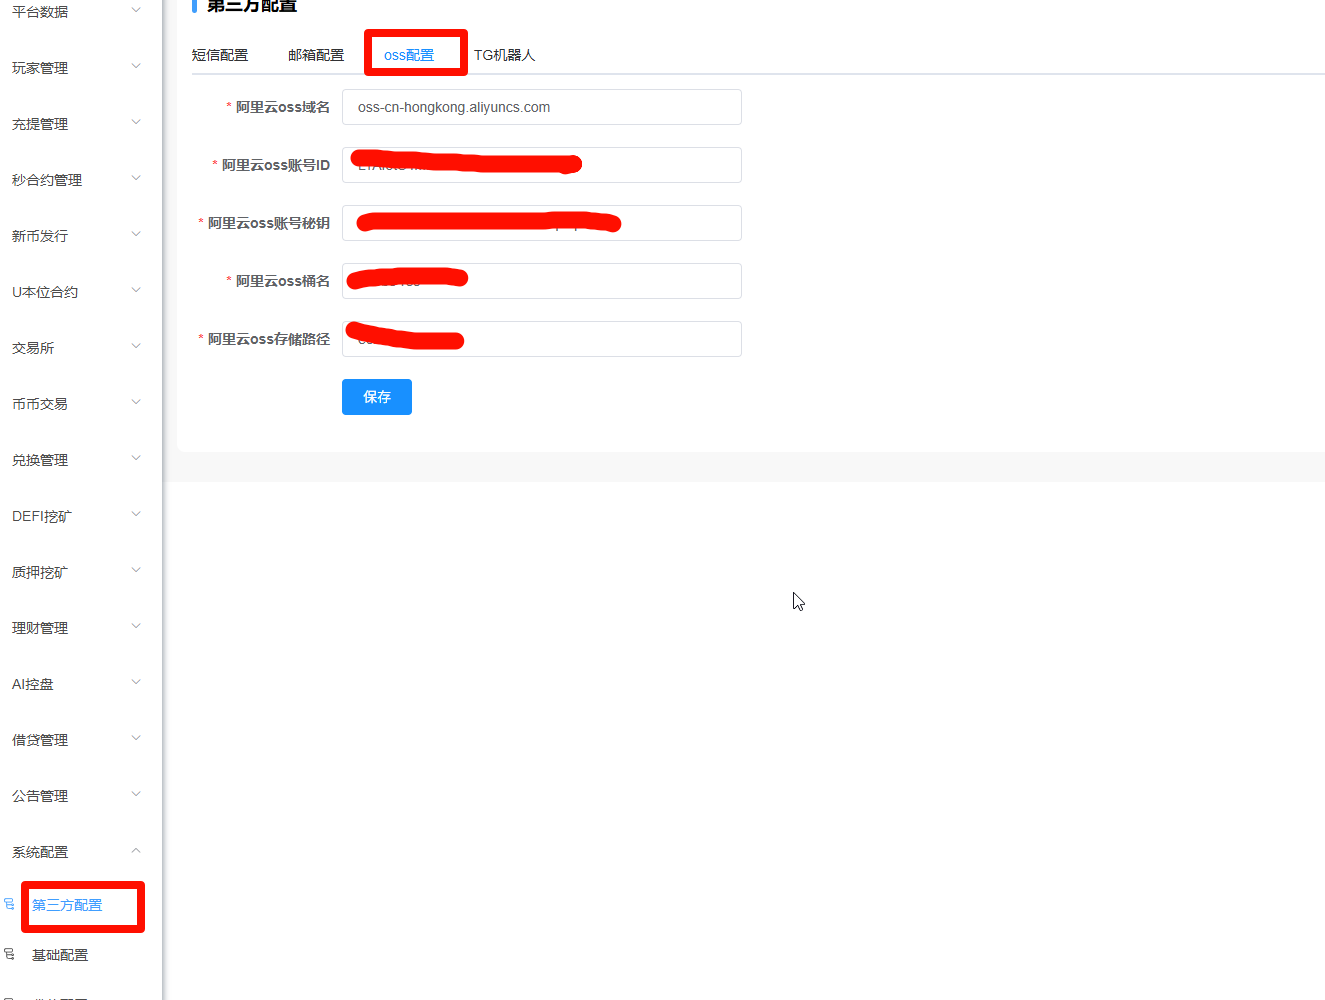 平台数据
玩家管理
充提管理
秒合约管理
新币发行
U本位合约
交易所
币币交易
兑换管理
DEFI挖矿
质押挖矿
理财管理
AI控盘
借贷管理
公告管理
系统配置
第三方配置
基础配置
第三方配置
短信配置 邮箱配置 oss配置 TG机器人
* 阿里云oss域名 oss-cn-hongkong.aliyuncs.com
* 阿里云oss账号ID
* 阿里云oss账号秘钥
* 阿里云oss桶名
* 阿里云oss存储路径
保存